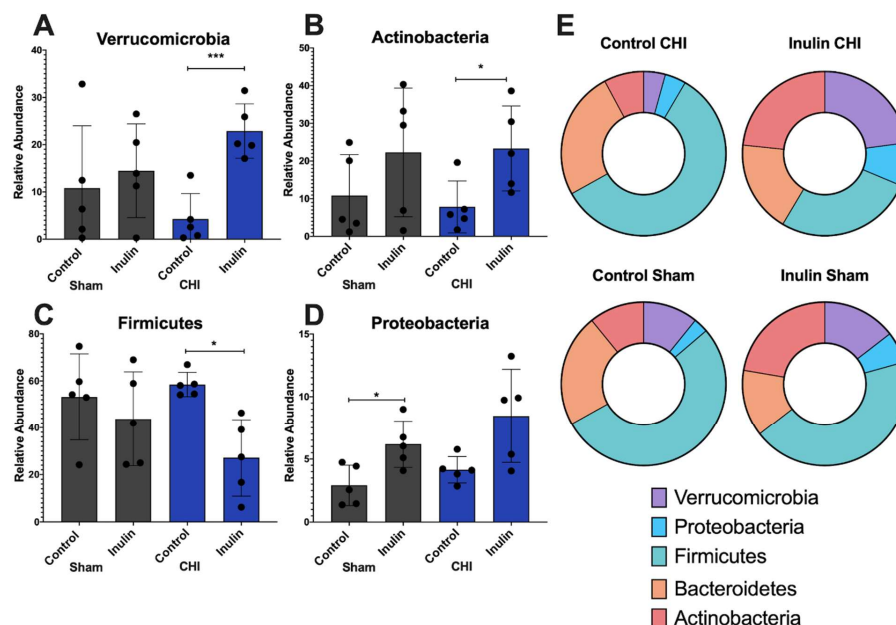 A
Verrucomicrobia
***
Relative Abundance
40
30
20
10
0
Control
Inulin
Control
Inulin
Sham
CHI
B
Actinobacteria
*
Relative Abundance
50
40
30
20
10
0
Control
Inulin
Control
Inulin
Sham
CHI
C
Firmicutes
*
Relative Abundance
80
60
40
20
0
Control
Inulin
Control
Inulin
Sham
CHI
D
Proteobacteria
*
Relative Abundance
15
10
5
0
Control
Inulin
Control
Inulin
Sham
CHI
E
Control CHI
Inulin CHI
Control Sham
Inulin Sham
Verrucomicrobia
Proteobacteria
Firmicutes
Bacteroidetes
Actinobacteria